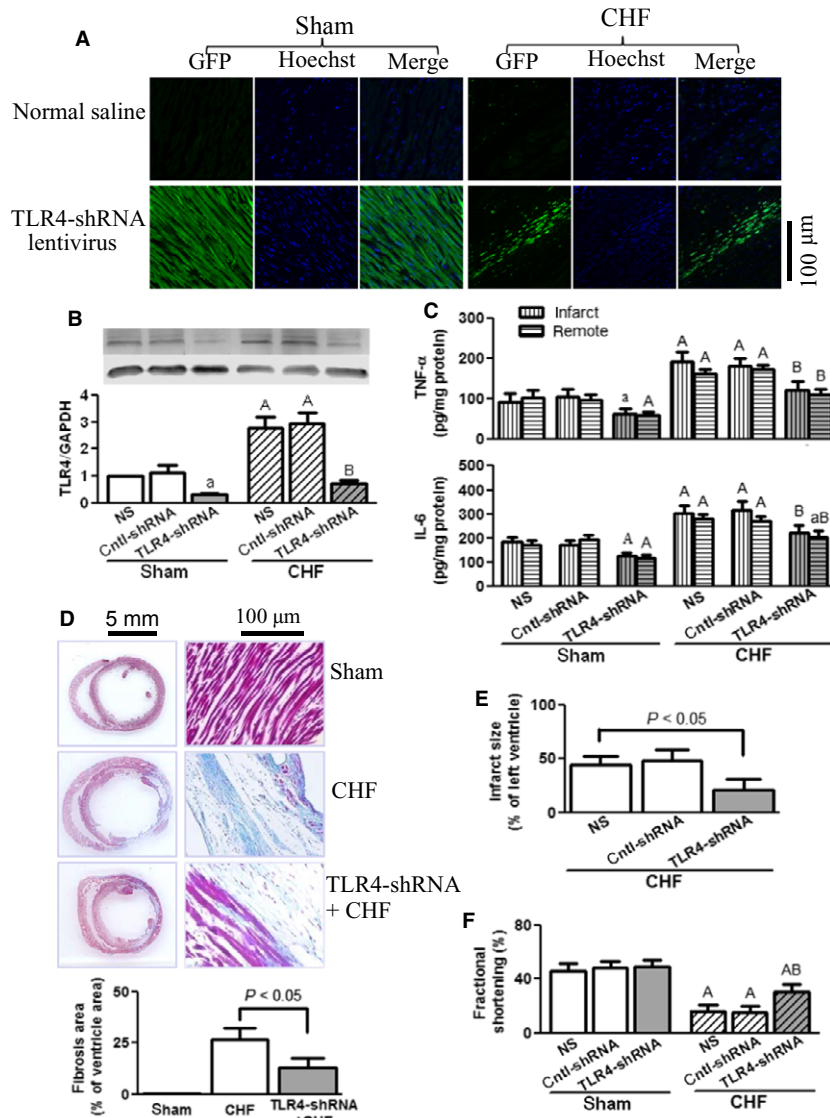 A
Sham
CHF
GFP
Hoechst
Merge
GFP
Hoechst
Merge
Normal saline
TLR4-shRNA
lentivirus
100 µm
B
TLR4/GAPDH
4
3
2
1
0
a
A
A
B
NS
Cntl-shRNA
TLR4-shRNA
NS
Cntl-shRNA
TLR4-shRNA
Sham
CHF
C
Infarct
Remote
TNF-α
(pg/mg protein)
300
200
100
0
a
A
A
A
A
A
B
B
IL-6
(pg/mg protein)
500
400
300
200
100
0
A
A
A
A
A
A
B
aB
NS
Cntl-shRNA
TLR4-shRNA
NS
Cntl-shRNA
TLR4-shRNA
Sham
CHF
D
5 mm
100 µm
Sham
CHF
TLR4-shRNA
+ CHF
Fibrosis area
(% of ventricle area)
50
25
0
P < 0.05
Sham
CHF
TLR4-shRNA
+CHF
E
Infarct size
(% of left ventricle)
100
50
0
P < 0.05
NS
Cntl-shRNA
TLR4-shRNA
CHF
F
Fractional
shortening (%)
80
40
0
A
A
AB
NS
Cntl-shRNA
TLR4-shRNA
NS
Cntl-shRNA
TLR4-shRNA
Sham
CHF